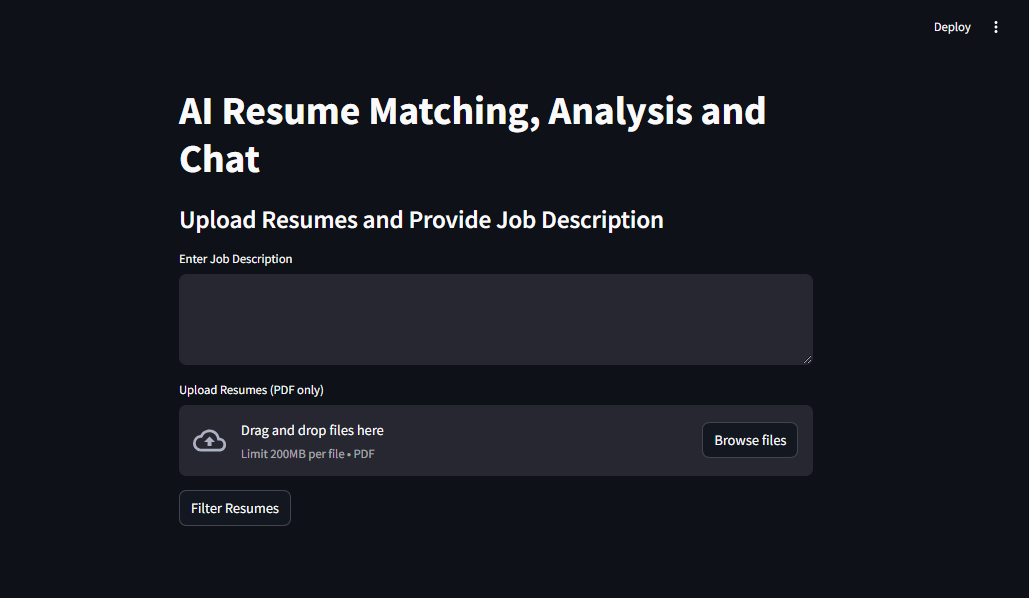 Deploy
AI Resume Matching, Analysis and
Chat
Upload Resumes and Provide Job Description
Enter Job Description
Upload Resumes (PDF only)
Drag and drop files here
Limit 200MB per file • PDF
Browse files
Filter Resumes